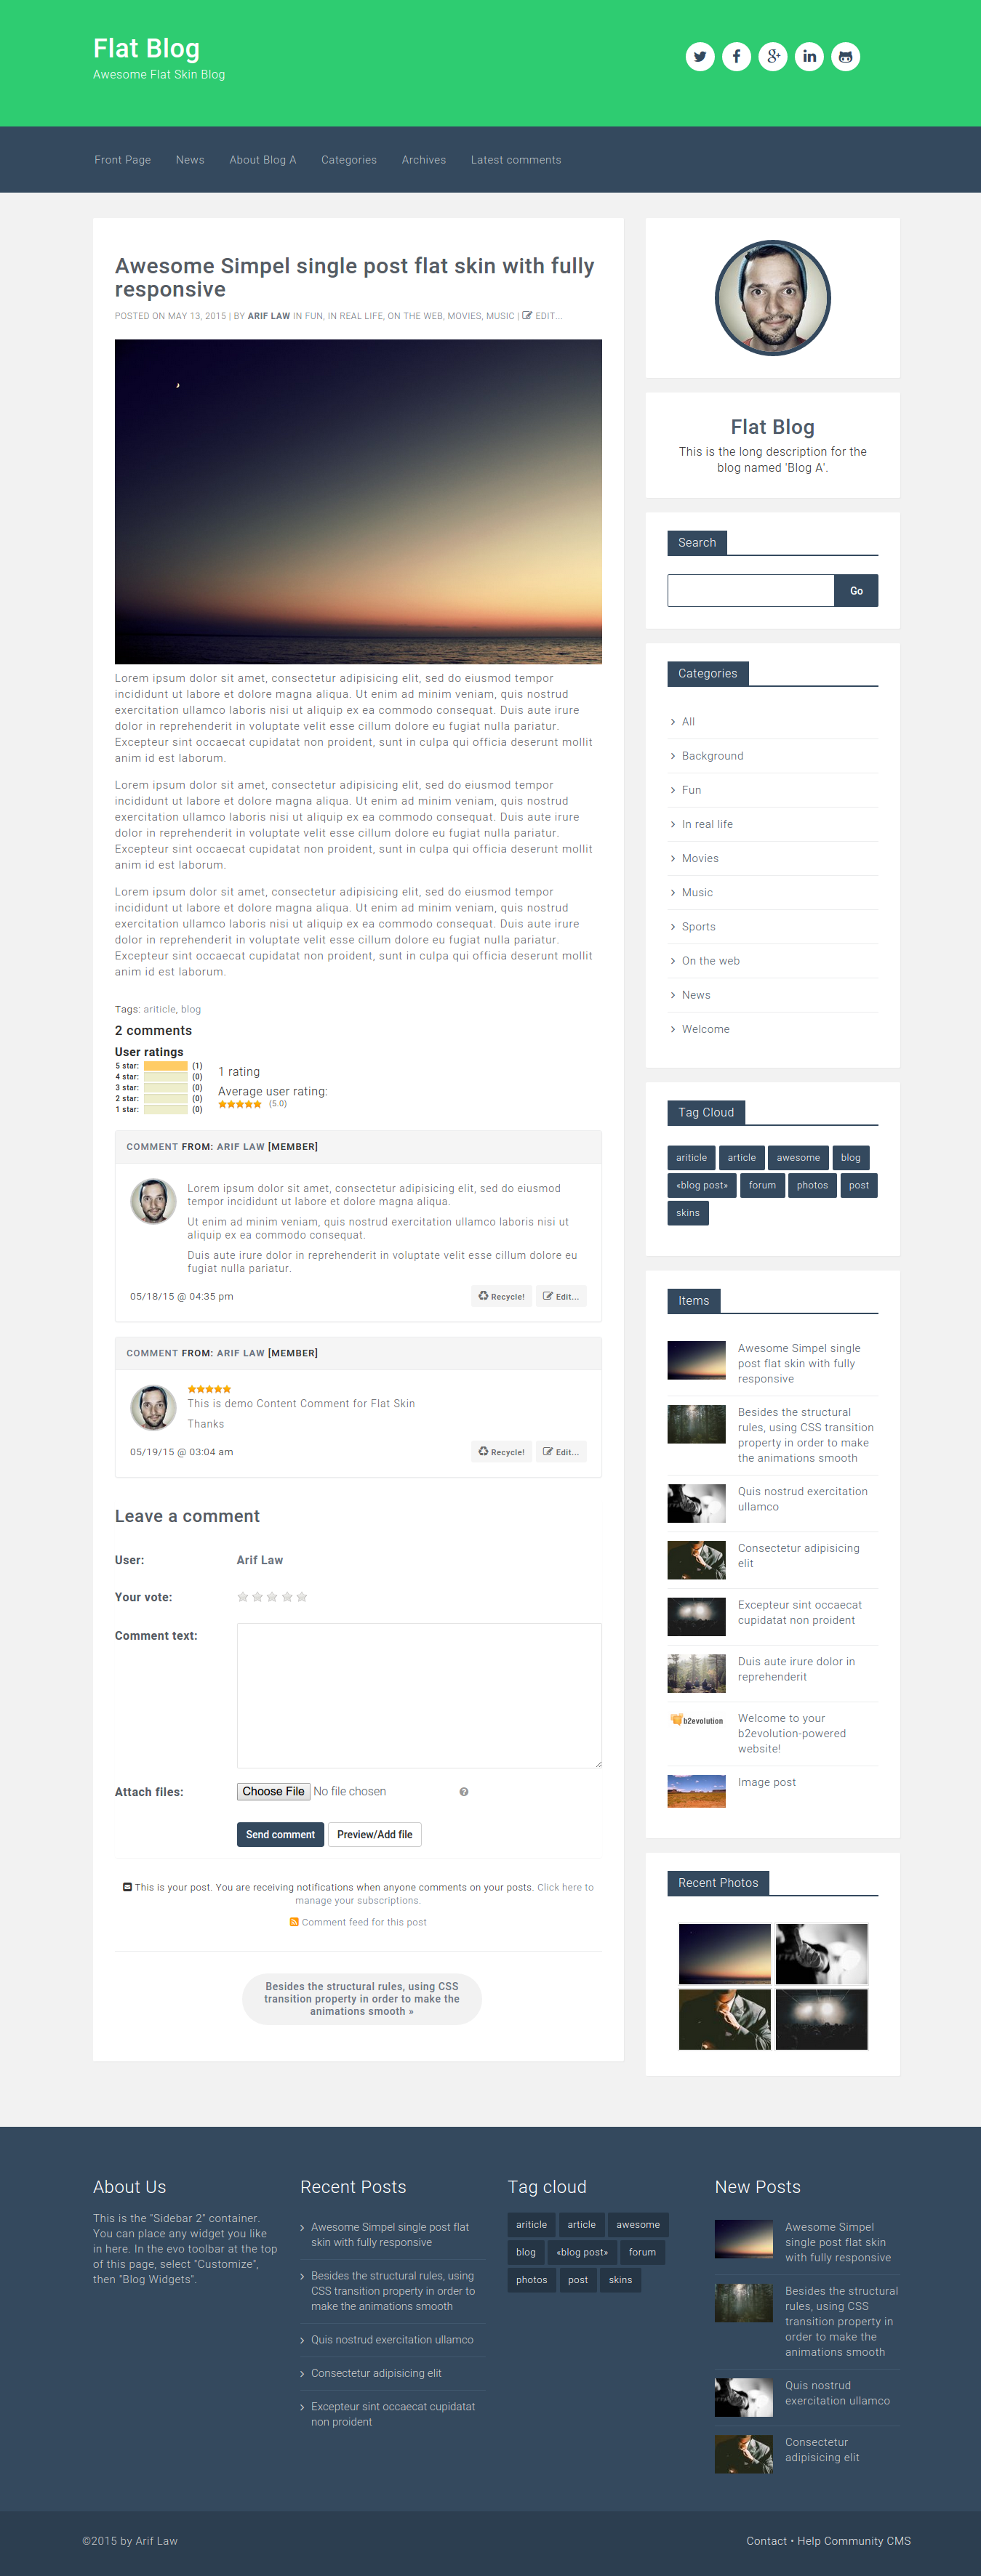 Flat Blog
Awesome Flat Skin Blog
Front Page News About Blog A Categories Archives Latest comments
Awesome Simpel single post flat skin with fully
responsive
POSTED ON MAY 13, 2015 | BY ARIF LAW IN FUN, IN REAL LIFE, ON THE WEB, MOVIES, MUSIC | EDIT...
Lorem ipsum dolor sit amet, consectetur adipisicing elit, sed do eiusmod tempor
incididunt ut labore et dolore magna aliqua. Ut enim ad minim veniam, quis nostrud
exercitation ullamco laboris nisi ut aliquip ex ea commodo consequat. Duis aute irure
dolor in reprehenderit in voluptate velit esse cillum dolore eu fugiat nulla pariatur.
Excepteur sint occaecat cupidatat non proident, sunt in culpa qui officia deserunt mollit
anim id est laborum.
Lorem ipsum dolor sit amet, consectetur adipisicing elit, sed do eiusmod tempor
incididunt ut labore et dolore magna aliqua. Ut enim ad minim veniam, quis nostrud
exercitation ullamco laboris nisi ut aliquip ex ea commodo consequat. Duis aute irure
dolor in reprehenderit in voluptate velit esse cillum dolore eu fugiat nulla pariatur.
Excepteur sint occaecat cupidatat non proident, sunt in culpa qui officia deserunt mollit
anim id est laborum.
Lorem ipsum dolor sit amet, consectetur adipisicing elit, sed do eiusmod tempor
incididunt ut labore et dolore magna aliqua. Ut enim ad minim veniam, quis nostrud
exercitation ullamco laboris nisi ut aliquip ex ea commodo consequat. Duis aute irure
dolor in reprehenderit in voluptate velit esse cillum dolore eu fugiat nulla pariatur.
Excepteur sint occaecat cupidatat non proident, sunt in culpa qui officia deserunt mollit
anim id est laborum.
Tags: ariticle, blog
2 comments
User ratings
5 star: (1)
4 star: (0)
3 star: (0)
2 star: (0)
1 star: (0)
1 rating
Average user rating:
(5.0)
COMMENT FROM: ARIF LAW [MEMBER]
Lorem ipsum dolor sit amet, consectetur adipisicing elit, sed do eiusmod
tempor incididunt ut labore et dolore magna aliqua.
Ut enim ad minim veniam, quis nostrud exercitation ullamco laboris nisi ut
aliquip ex ea commodo consequat.
Duis aute irure dolor in reprehenderit in voluptate velit esse cillum dolore eu
fugiat nulla pariatur.
05/18/15 @ 04:35 pm Recycle! Edit...
COMMENT FROM: ARIF LAW [MEMBER]
This is demo Content Comment for Flat Skin
Thanks
05/19/15 @ 03:04 am Recycle! Edit...
Leave a comment
User: Arif Law
Your vote:
Comment text:
Attach files: Choose File No file chosen
Send comment Preview/Add file
This is your post. You are receiving notifications when anyone comments on your posts. Click here to
manage your subscriptions.
Comment feed for this post
Besides the structural rules, using CSS
transition property in order to make the
animations smooth »
Flat Blog
This is the long description for the
blog named 'Blog A'.
Search
Go
Categories
All
Background
Fun
In real life
Movies
Music
Sports
On the web
News
Welcome
Tag Cloud
ariticle article awesome blog
«blog post» forum photos post
skins
Items
Awesome Simpel single
post flat skin with fully
responsive
Besides the structural
rules, using CSS transition
property in order to make
the animations smooth
Quis nostrud exercitation
ullamco
Consectetur adipisicing
elit
Excepteur sint occaecat
cupidatat non proident
Duis aute irure dolor in
reprehenderit
b2evolution
Welcome to your
b2evolution-powered
website!
Image post
Recent Photos
About Us
This is the "Sidebar 2" container.
You can place any widget you like
in here. In the evo toolbar at the top
of this page, select "Customize",
then "Blog Widgets".
Recent Posts
Awesome Simpel single post flat
skin with fully responsive
Besides the structural rules, using
CSS transition property in order to
make the animations smooth
Quis nostrud exercitation ullamco
Consectetur adipisicing elit
Excepteur sint occaecat cupidatat
non proident
Tag cloud
ariticle article awesome
blog «blog post» forum
photos post skins
New Posts
Awesome Simpel
single post flat skin
with fully responsive
Besides the structural
rules, using CSS
transition property in
order to make the
animations smooth
Quis nostrud
exercitation ullamco
Consectetur
adipisicing elit
©2015 by Arif Law
Contact • Help Community CMS